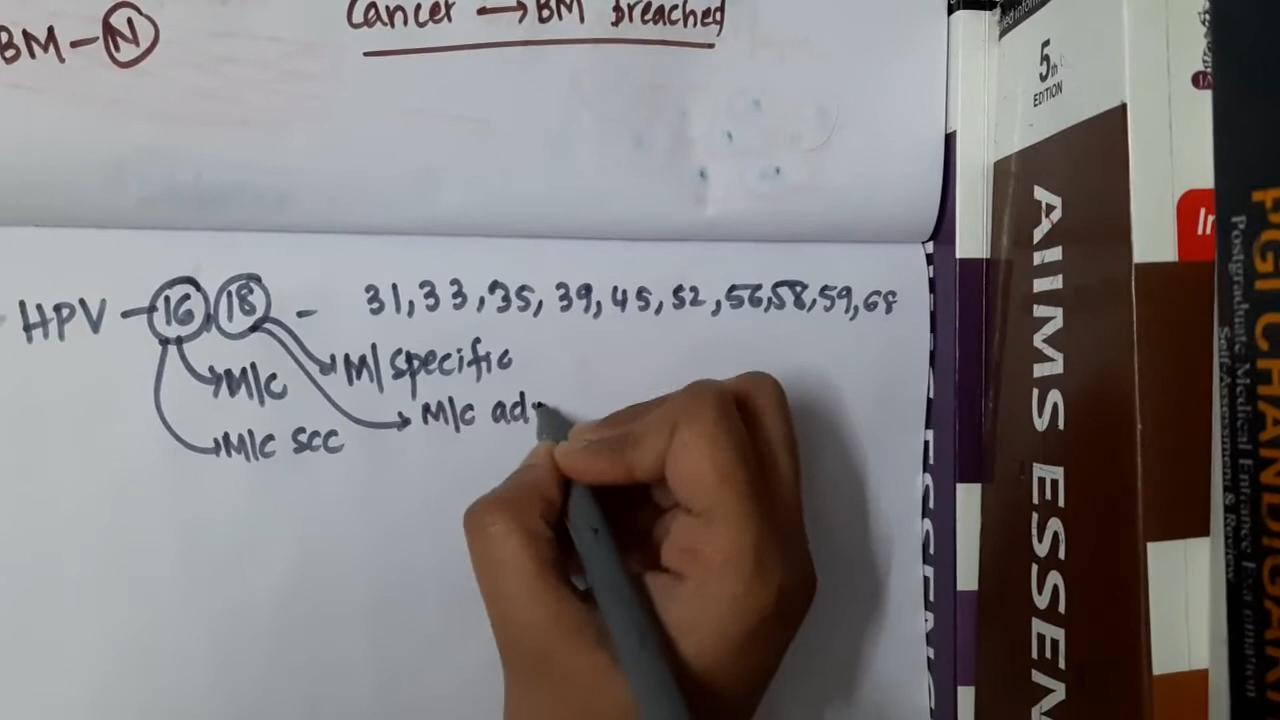 BM - N
Cancer → BM breached
HPV - 16, 18 - 31, 33, 35, 39, 45, 52, 56, 58, 59, 68
M/C
M/specific
M/C SCC
M/C ad
5th
EDITION
AIIMS ESSEN
PGI CHANDIGAR
Postgraduate Medical Entrance Examination
Self-Assessment & Review